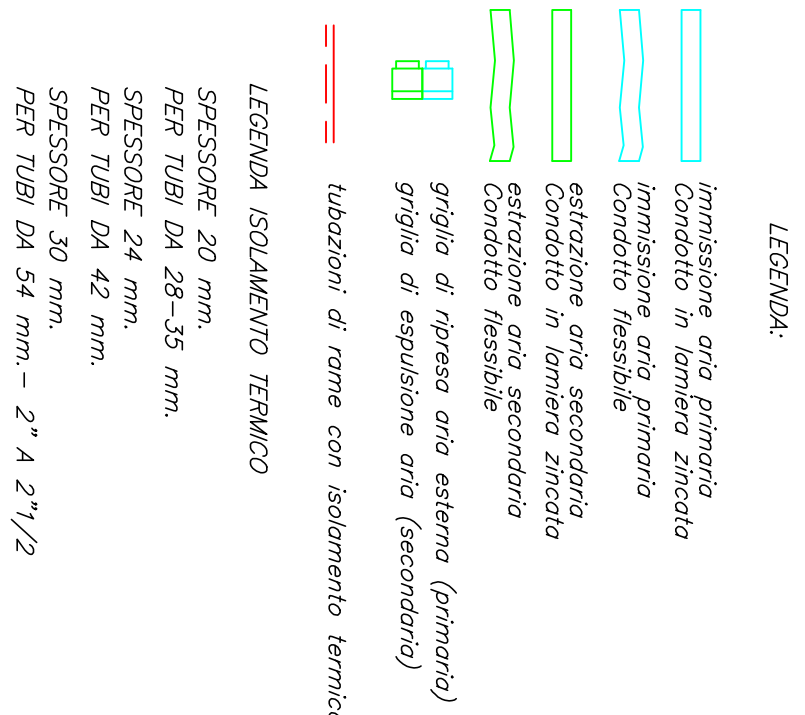 LEGENDA:
immissione aria primaria
Condotto in lamiera zincata
immissione aria primaria
Condotto flessibile
estrazione aria secondaria
Condotto in lamiera zincata
estrazione aria secondaria
Condotto flessibile
griglia di ripresa aria esterna (primaria)
griglia di espulsione aria (secondaria)
tubazioni di rame con isolamento termico
LEGENDA ISOLAMENTO TERMICO
SPESSORE 20 mm.
PER TUBI DA 28-35 mm.
SPESSORE 24 mm.
PER TUBI DA 42 mm.
SPESSORE 30 mm.
PER TUBI DA 54 mm.- 2" A 2"1/2